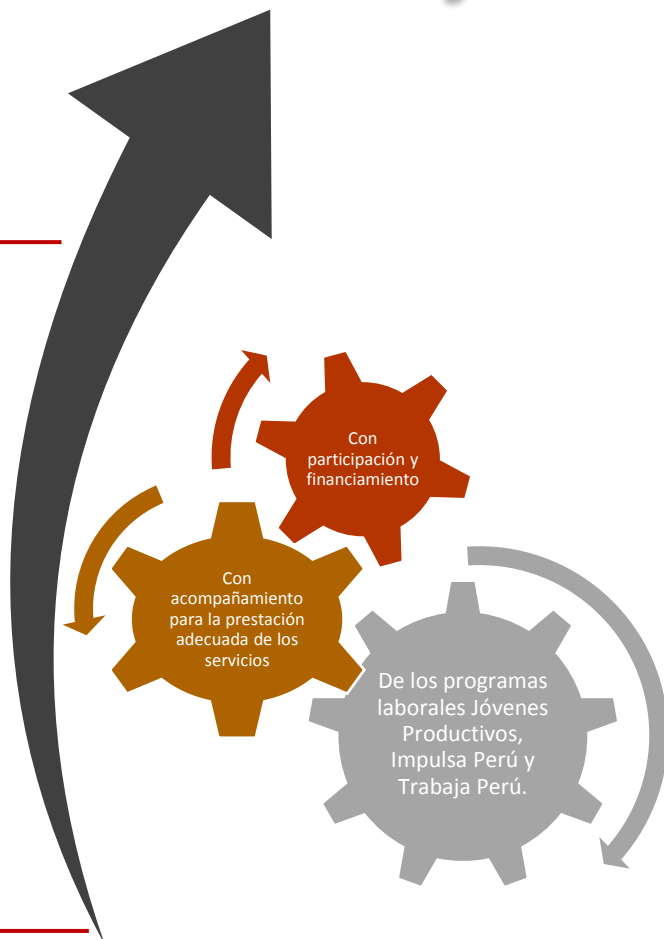 Con
participación y
financiamiento
Con
acompañamiento
para la prestación
adecuada de los
servicios
De los programas
laborales Jóvenes
Productivos,
Impulsa Perú y
Trabaja Perú.